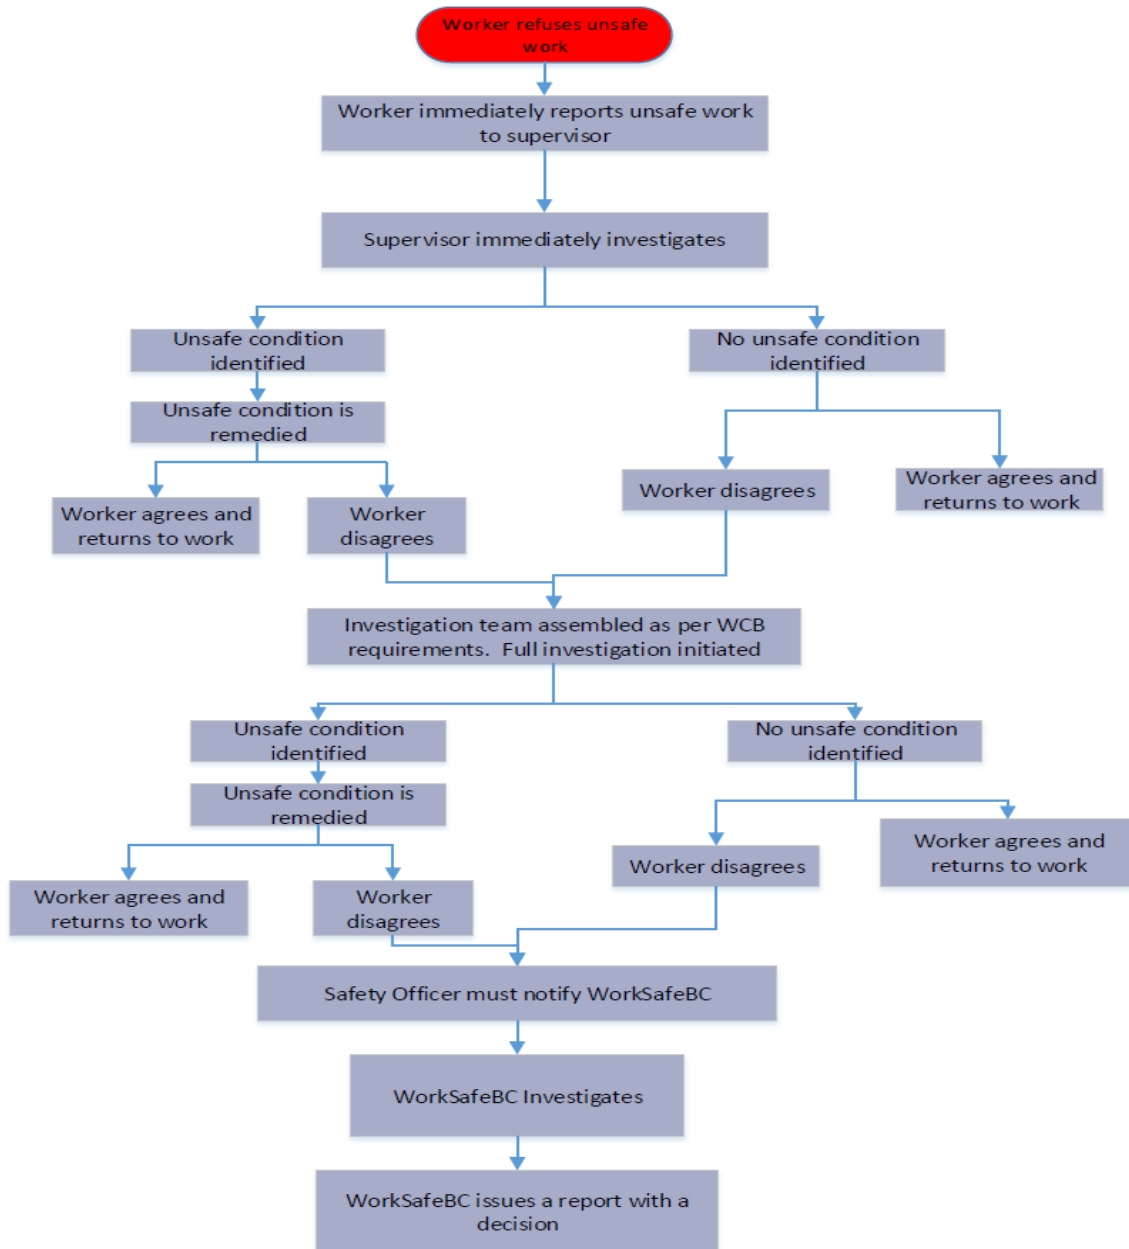 Worker refuses unsafe
work
Worker immediately reports unsafe work
to supervisor
Supervisor immediately investigates
Unsafe condition
identified
No unsafe condition
identified
Unsafe condition is
remedied
Worker agrees and
returns to work
Worker
disagrees
Worker disagrees
Worker agrees and
returns to work
Investigation team assembled as per WCB
requirements.  Full investigation initiated
Unsafe condition
identified
No unsafe condition
identified
Unsafe condition is
remedied
Worker agrees and
returns to work
Worker
disagrees
Worker disagrees
Worker agrees and
returns to work
Safety Officer must notify WorkSafeBC
WorkSafeBC Investigates
WorkSafeBC issues a report with a
decision